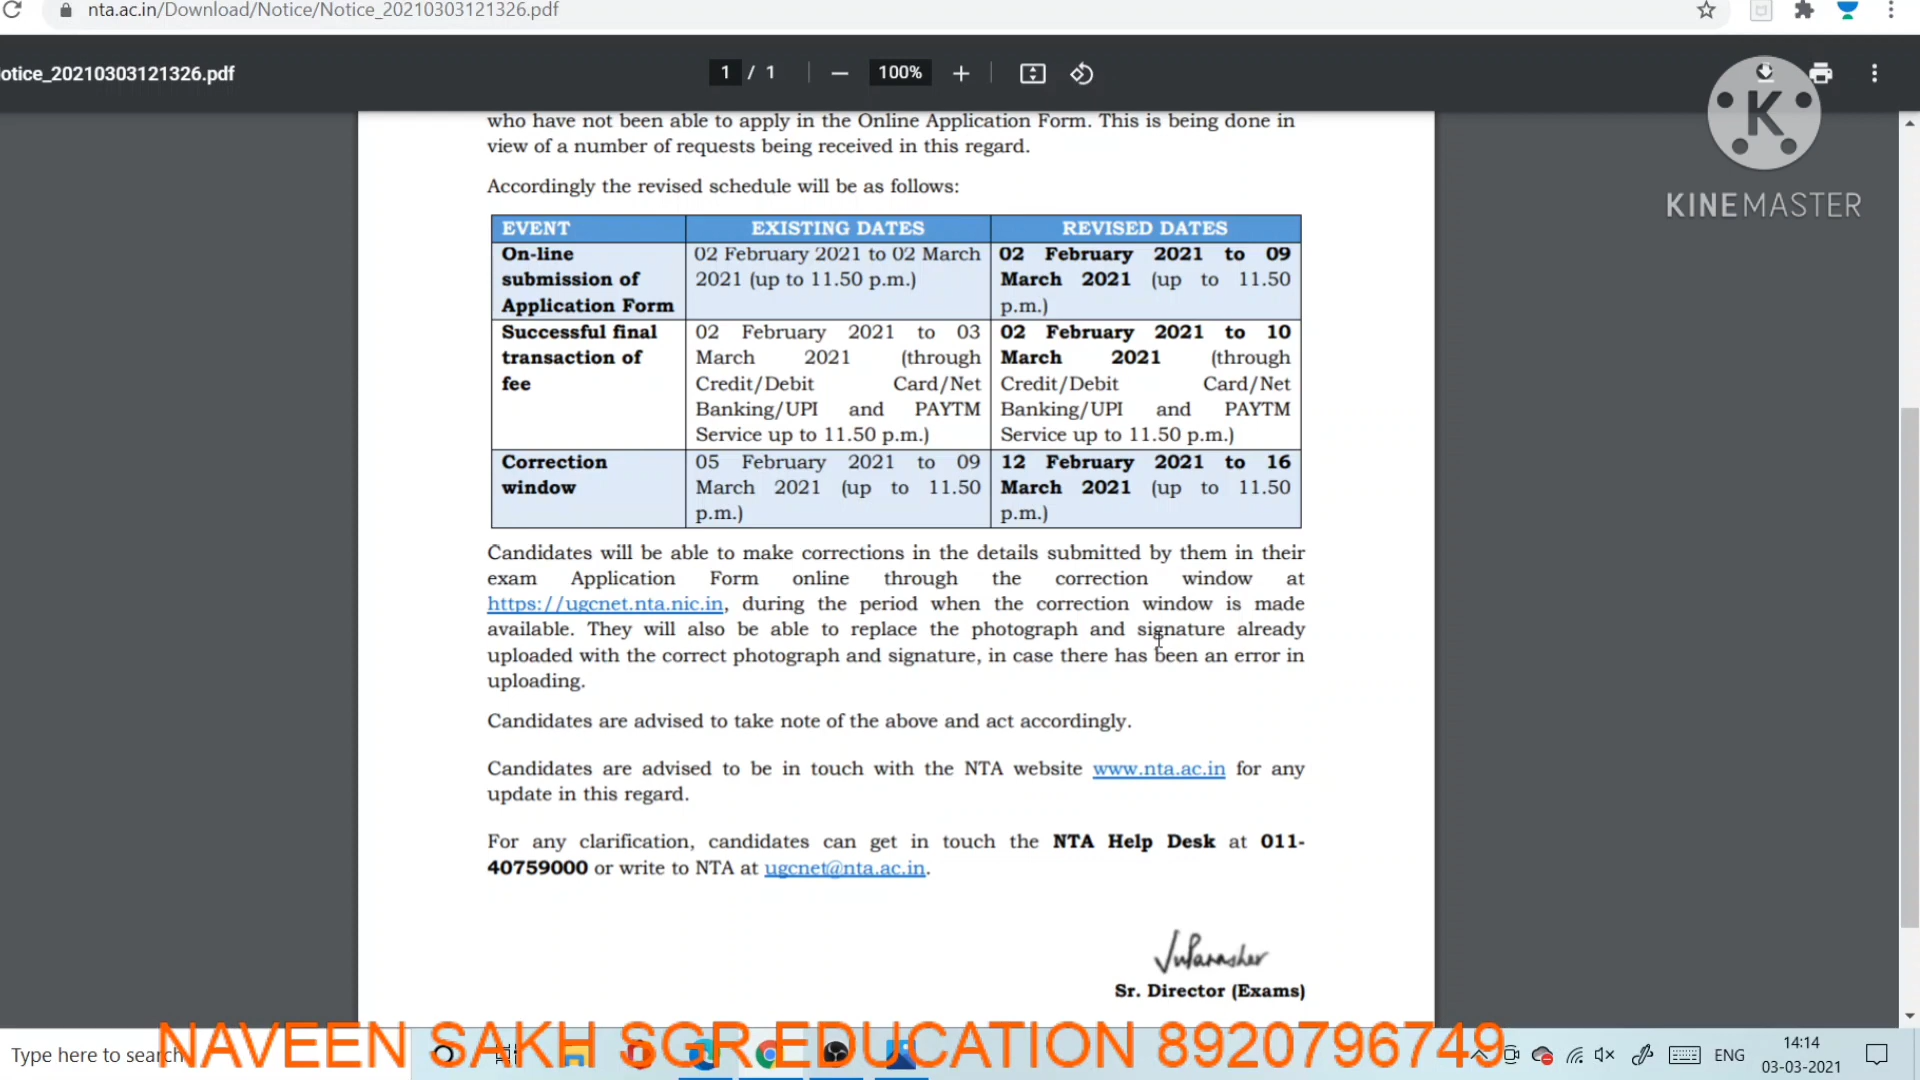 nta.ac.in/Download/Notice/Notice_20210303121326.pdf
otice_20210303121326.pdf
1 / 1
100%
KINEMASTER
who have not been able to apply in the Online Application Form. This is being done in
view of a number of requests being received in this regard.
Accordingly the revised schedule will be as follows:
EVENT EXISTING DATES REVISED DATES
On-line
submission of
Application Form
02 February 2021 to 02 March
2021 (up to 11.50 p.m.)
02 February 2021 to 09
March 2021 (up to 11.50
p.m.)
Successful final
transaction of
fee
02 February 2021 to 03
March 2021 (through
Credit/Debit Card/Net
Banking/UPI and PAYTM
Service up to 11.50 p.m.)
02 February 2021 to 10
March 2021 (through
Credit/Debit Card/Net
Banking/UPI and PAYTM
Service up to 11.50 p.m.)
Correction
window
05 February 2021 to 09
March 2021 (up to 11.50
p.m.)
12 February 2021 to 16
March 2021 (up to 11.50
p.m.)
Candidates will be able to make corrections in the details submitted by them in their
exam Application Form online through the correction window at
https://ugcnet.nta.nic.in, during the period when the correction window is made
available. They will also be able to replace the photograph and signature already
uploaded with the correct photograph and signature, in case there has been an error in
uploading.
Candidates are advised to take note of the above and act accordingly.
Candidates are advised to be in touch with the NTA website www.nta.ac.in for any
update in this regard.
For any clarification, candidates can get in touch the NTA Help Desk at 011-
40759000 or write to NTA at ugcnet@nta.ac.in.
Sr. Director (Exams)
NAVEEN SAKH SGR EDUCATION 8920796749
Type here to search
ENG
14:14
03-03-2021